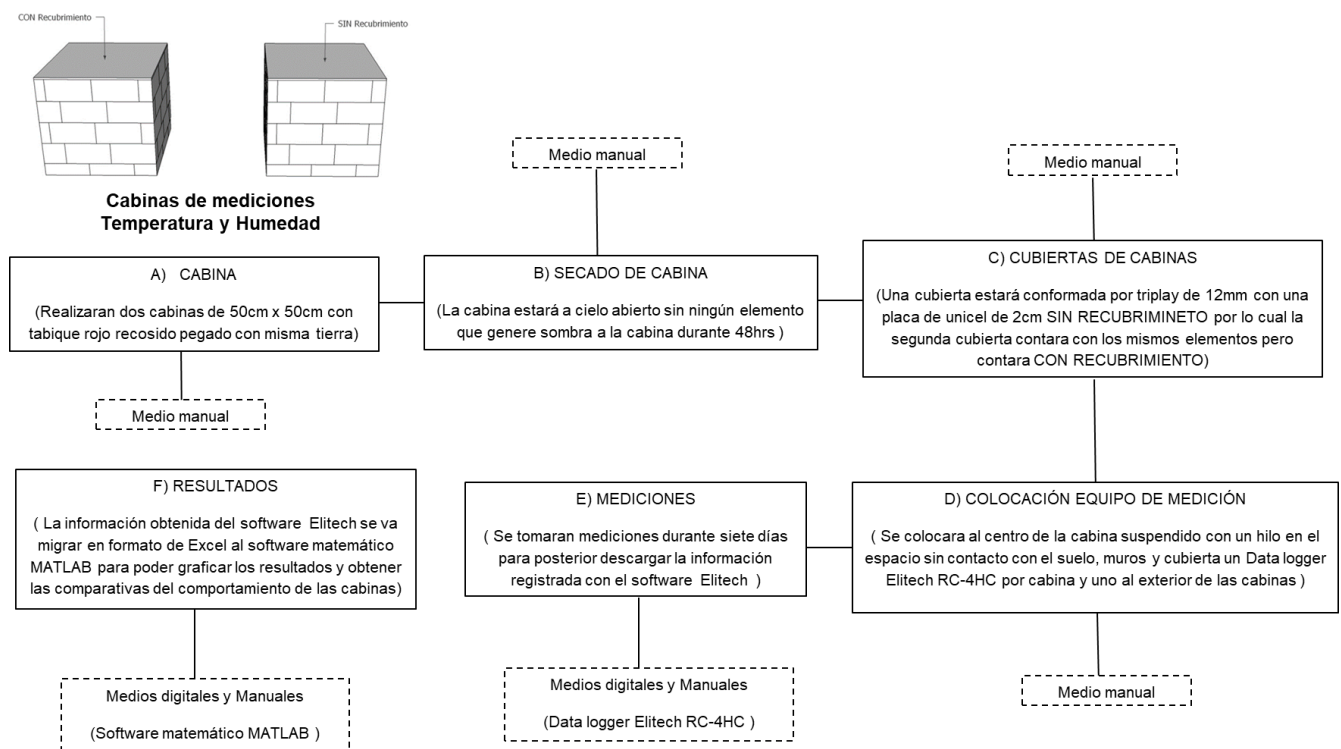 CON Recubrimiento
SIN Recubrimiento
Cabinas de mediciones
Temperatura y Humedad
Medio manual
Medio manual
A) CABINA
(Realizaran dos cabinas de 50cm x 50cm con
tabique rojo recosido pegado con misma tierra)
B) SECADO DE CABINA
(La cabina estará a cielo abierto sin ningún elemento
que genere sombra a la cabina durante 48hrs )
C) CUBIERTAS DE CABINAS
(Una cubierta estará conformada por triplay de 12mm con una
placa de unicel de 2cm SIN RECUBRIMINETO por lo cual la
segunda cubierta contara con los mismos elementos pero
contara CON RECUBRIMIENTO)
Medio manual
F) RESULTADOS
( La información obtenida del software Elitech se va
migrar en formato de Excel al software matemático
MATLAB para poder graficar los resultados y obtener
las comparativas del comportamiento de las cabinas)
E) MEDICIONES
( Se tomaran mediciones durante siete días
para posterior descargar la información
registrada con el software Elitech )
D) COLOCACIÓN EQUIPO DE MEDICIÓN
( Se colocara al centro de la cabina suspendido con un hilo en el
espacio sin contacto con el suelo, muros y cubierta un Data logger
Elitech RC-4HC por cabina y uno al exterior de las cabinas )
Medios digitales y Manuales
(Software matemático MATLAB )
Medios digitales y Manuales
(Data logger Elitech RC-4HC )
Medio manual